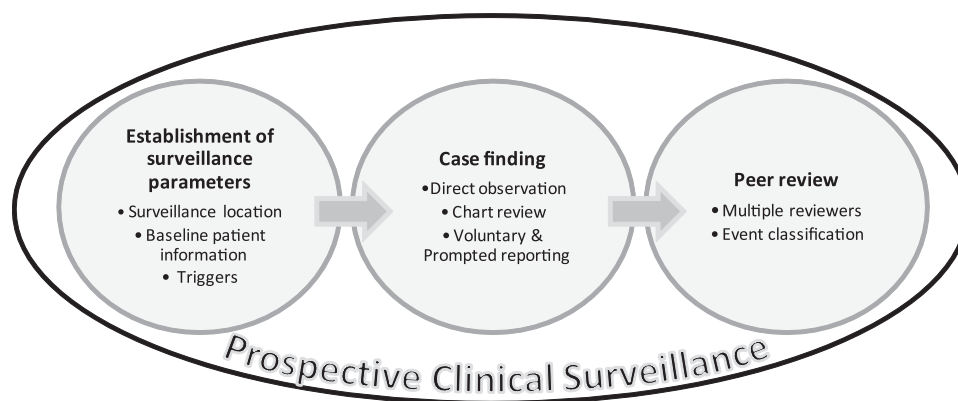 Establishment of
surveillance
parameters
• Surveillance location
• Baseline patient
information
• Triggers
Case finding
•Direct observation
• Chart review
• Voluntary &
Prompted reporting
Peer review
• Multiple reviewers
• Event classification
Prospective Clinical Surveillance